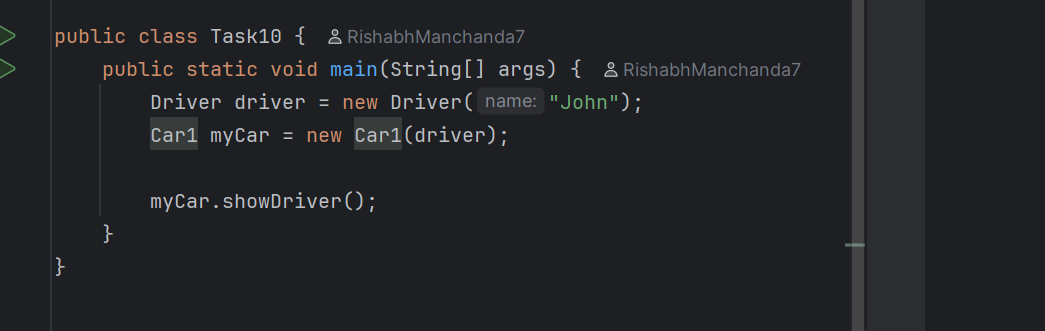 public class Task10 { RishabhManchanda7
public static void main(String[] args) { RishabhManchanda7
Driver driver = new Driver( name: "John");
Car1 myCar = new Car1(driver);
myCar.showDriver();
}
}